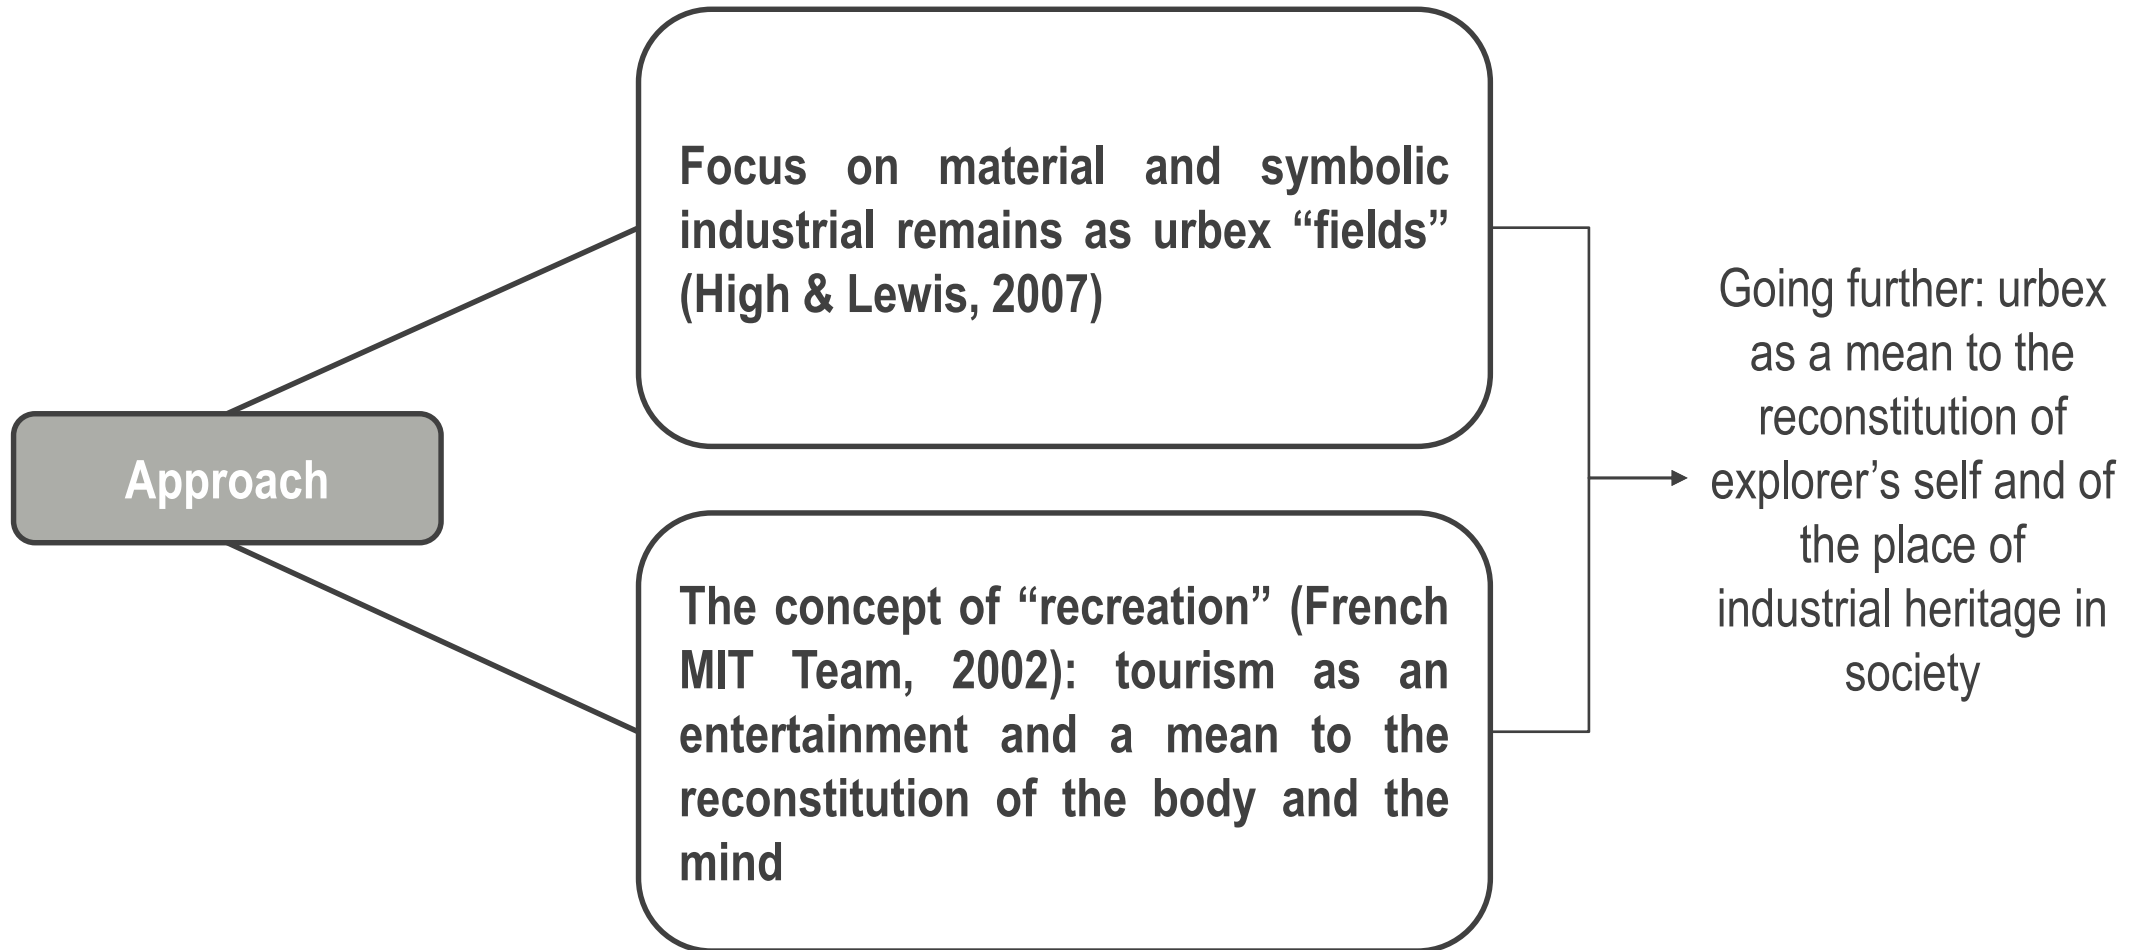 Approach
Focus on material and symbolic
industrial remains as urbex “fields”
(High & Lewis, 2007)
The concept of “recreation” (French
MIT Team, 2002): tourism as an
entertainment and a mean to the
reconstitution of the body and the
mind
Going further: urbex
as a mean to the
reconstitution of
explorer’s self and of
the place of
industrial heritage in
society